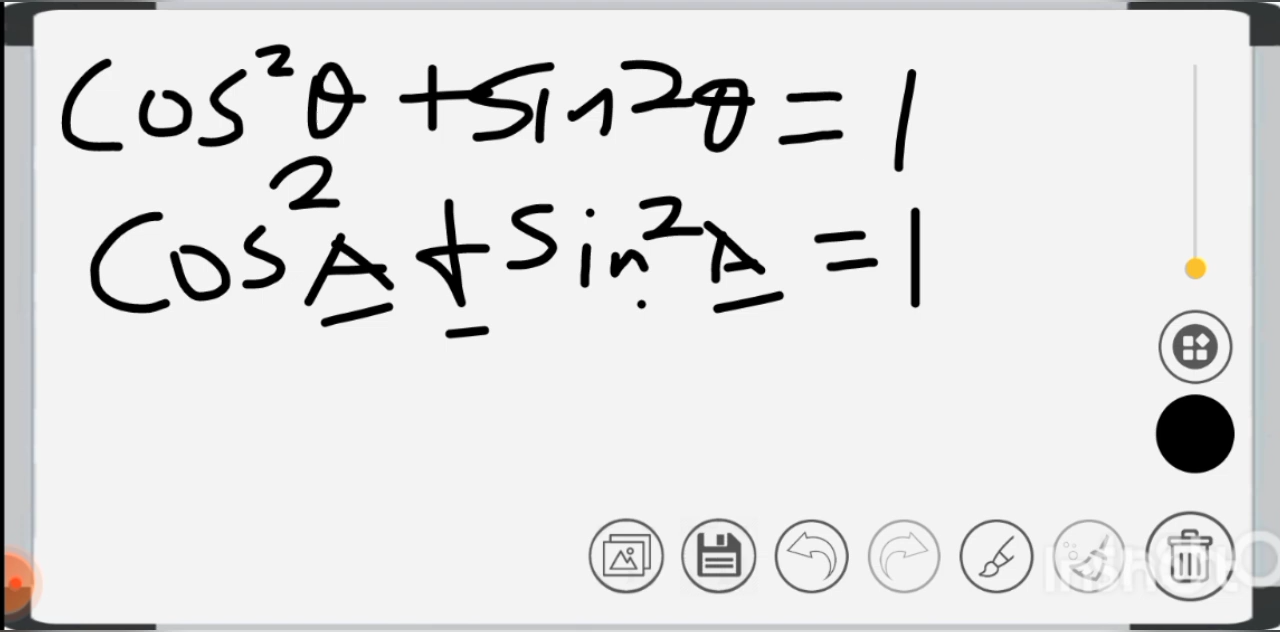 Cos²θ + Sin²θ = 1
Cos²A + Sin²A = 1